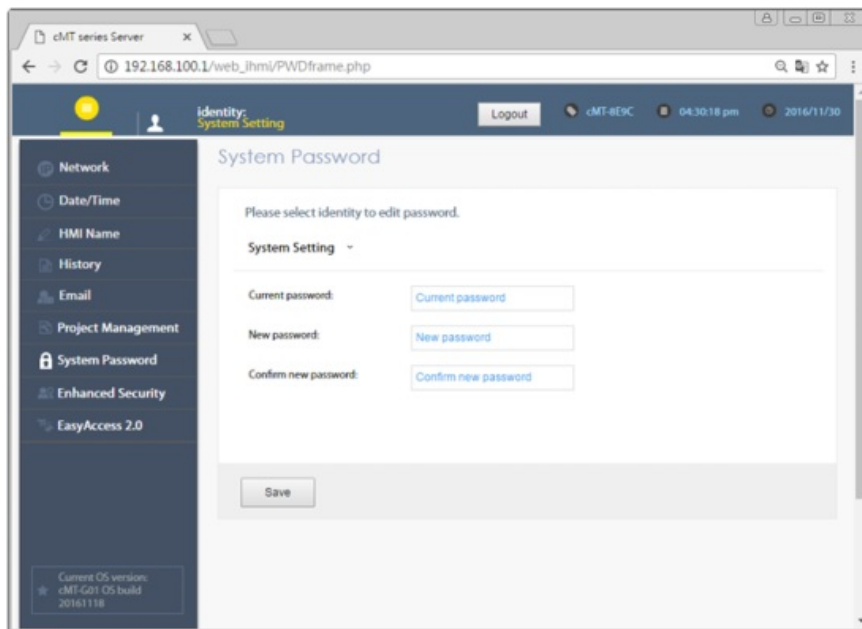 cMT series Server
192.168.100.1/web_ihmi/PWDframe.php
identity:
System Setting
Logout
cMT-8E9C
04:30:18 pm
2016/11/30
Network
Date/Time
HMI Name
History
Email
Project Management
System Password
Enhanced Security
EasyAccess 2.0
Current OS version:
cMT-G01 OS build
20161118
System Password
Please select identity to edit password.
System Setting
Current password:
Current password
New password:
New password
Confirm new password:
Confirm new password
Save